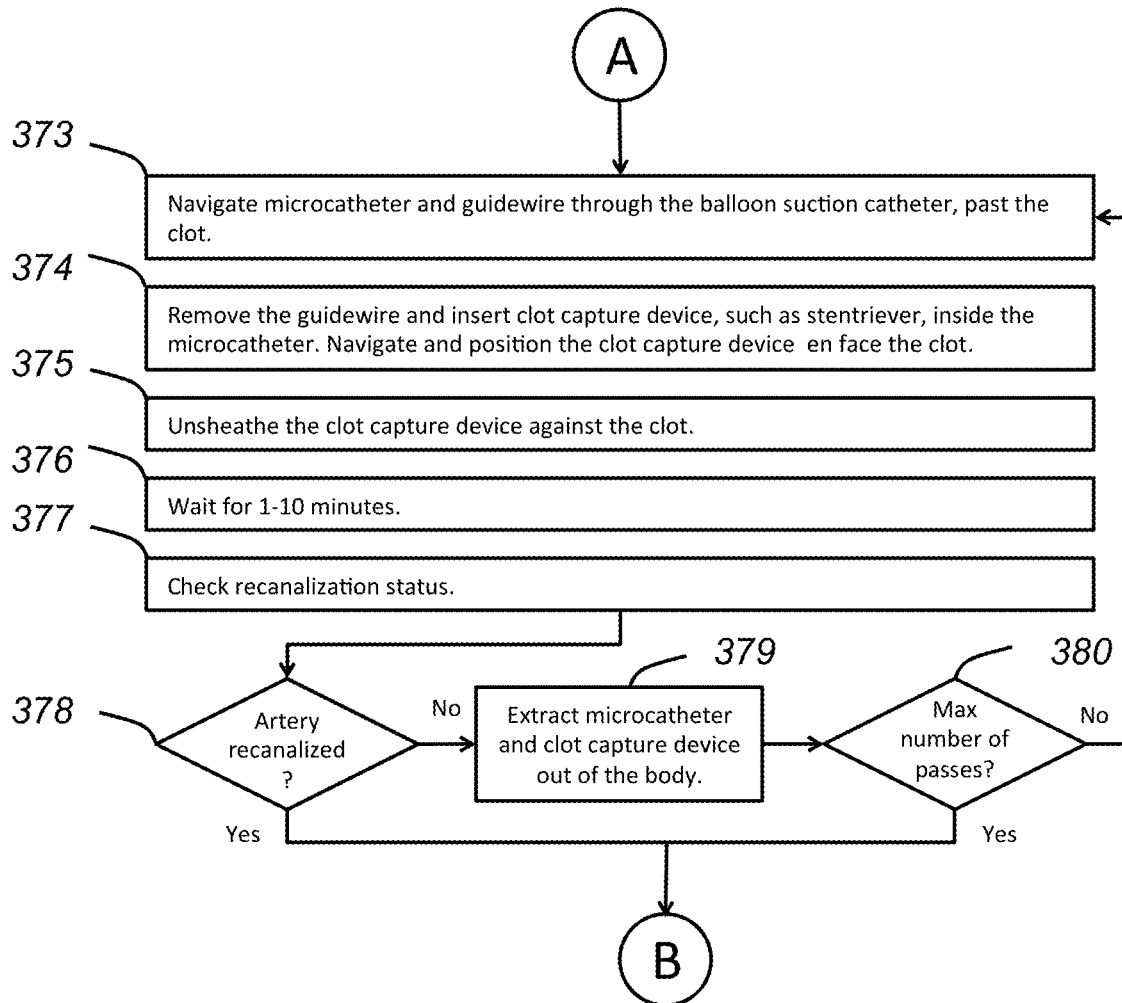 A
373
Navigate microcatheter and guidewire through the balloon suction catheter, past the
clot.
374
Remove the guidewire and insert clot capture device, such as stentriever, inside the
microcatheter. Navigate and position the clot capture device en face the clot.
375
Unsheathe the clot capture device against the clot.
376
Wait for 1-10 minutes.
377
Check recanalization status.
378
Artery
recanalized
?
No
Yes
379
Extract microcatheter
and clot capture device
out of the body.
380
Max
number of
passes?
No
Yes
B